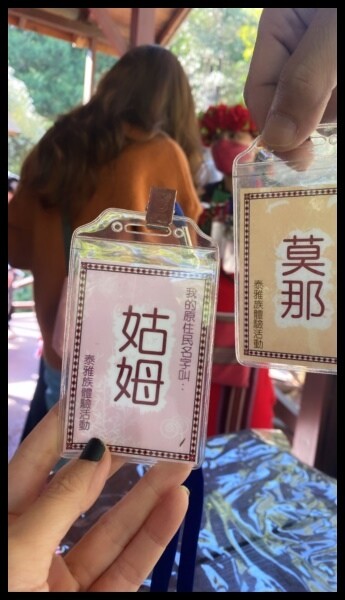 我的原住民名字叫：
姑姆
泰雅族體驗活動
莫那
泰雅族體驗活動